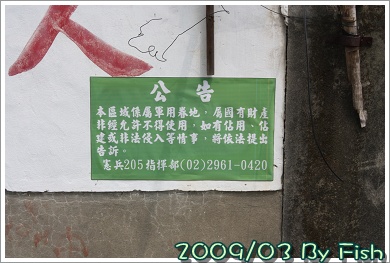 人
公告
本區域係屬軍用眷地，屬國有財產
非經允許不得使用，如有佔用、佔
建或非法侵入等情事，將依法提出
告訴。
憲兵205指揮部(02)2961-0420
2009/03 By Fish